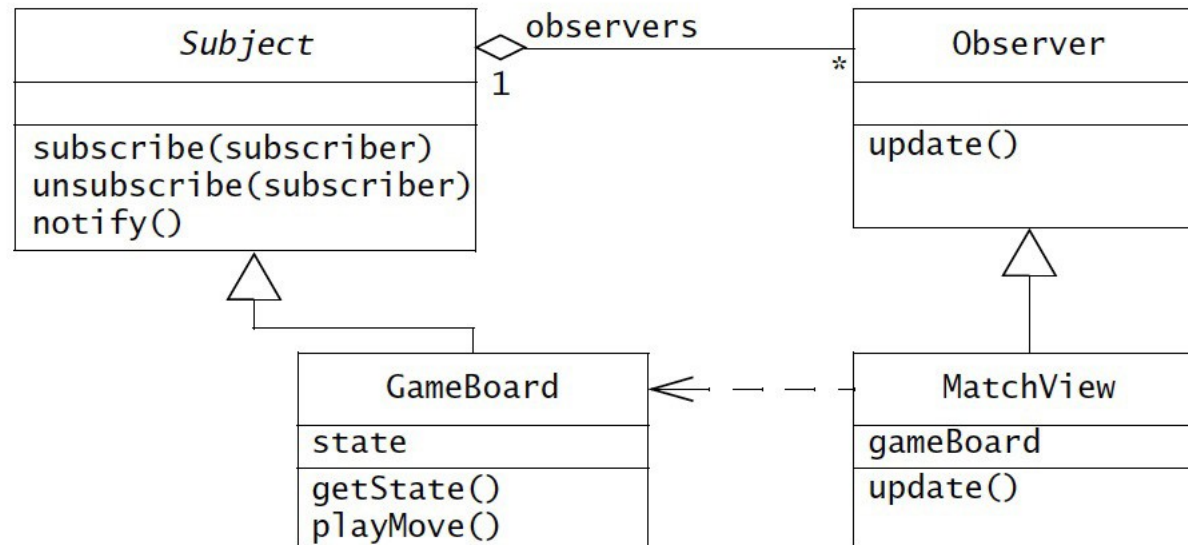 Subject
observers
1
*
Observer
subscribe(subscriber)
unsubscribe(subscriber)
notify()
update()
GameBoard
state
getState()
playMove()
MatchView
gameBoard
update()